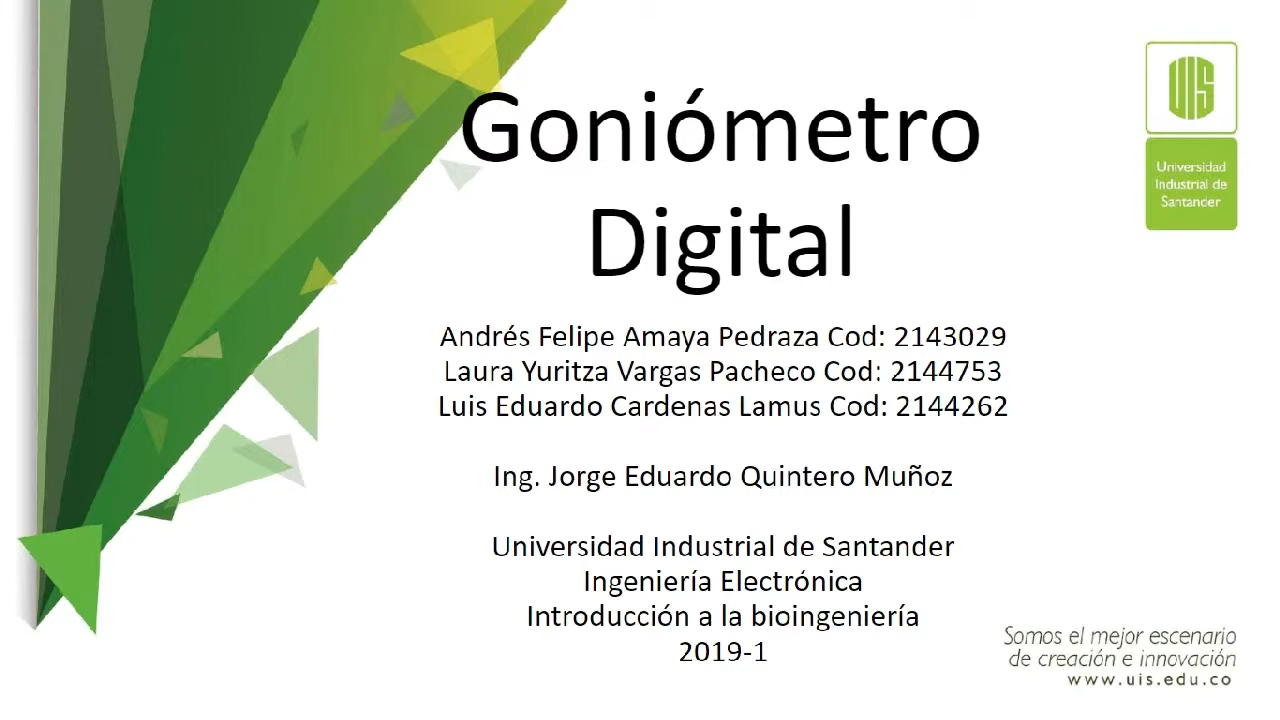 Goniómetro
Digital
UIS
Universidad
Industrial de
Santander
Andrés Felipe Amaya Pedraza Cod: 2143029
Laura Yuritza Vargas Pacheco Cod: 2144753
Luis Eduardo Cardenas Lamus Cod: 2144262
Ing. Jorge Eduardo Quintero Muñoz
Universidad Industrial de Santander
Ingeniería Electrónica
Introducción a la bioingeniería
2019-1
Somos el mejor escenario
de creación e innovación
www.uis.edu.co